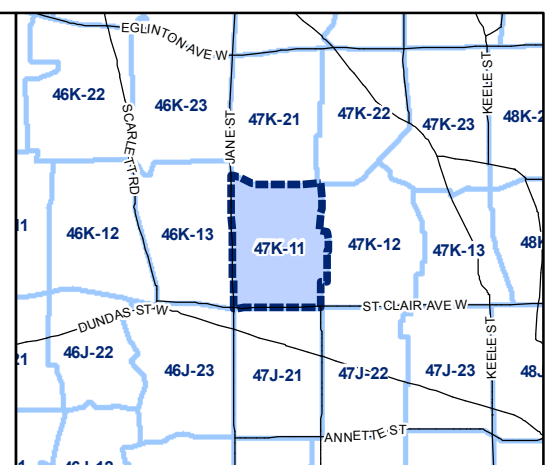 EGLINTON AVE W
46K-22
46K-23
47K-21
47K-22
47K-23
KEELE ST
48K-2
SCARLETT RD
JANE ST
46K-12
46K-13
47K-11
47K-12
47K-13
48K
ST CLAIR AVE W
DUNDAS ST W
46J-22
46J-23
47J-21
47J-22
47J-23
KEELE ST
48J
ANNETTE ST